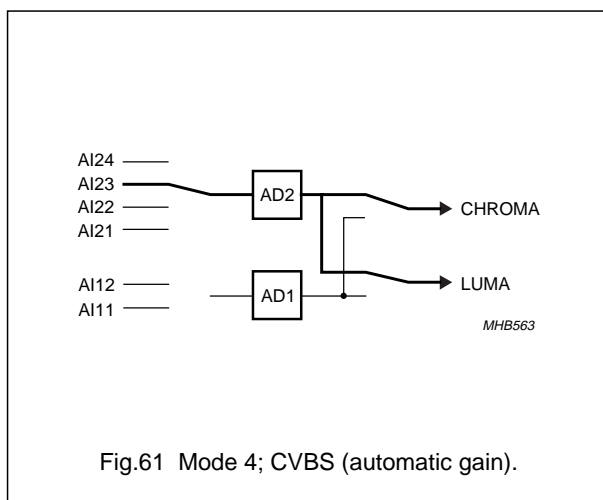 AI24
AI23
AI22
AI21
AD2
CHROMA
AI12
AI11
AD1
LUMA
MHB563
Fig.61 Mode 4; CVBS (automatic gain).